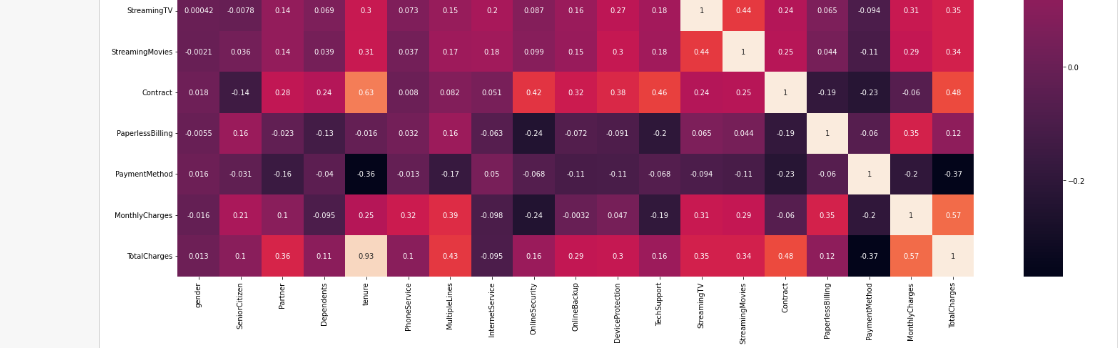 StreamingTV 0.00042 -0.0078 0.14 0.069 0.3 0.073 0.15 0.2 0.087 0.16 0.27 0.18 1 0.44 0.24 0.065 -0.094 0.31 0.35
StreamingMovies -0.0021 0.036 0.14 0.039 0.31 0.037 0.17 0.18 0.099 0.15 0.3 0.18 0.44 1 0.25 0.044 -0.11 0.29 0.34
Contract 0.018 -0.14 0.28 0.24 0.63 0.008 0.082 0.051 0.42 0.32 0.38 0.46 0.24 0.25 1 -0.19 -0.23 -0.06 0.48
0.0
PaperlessBilling -0.0055 0.16 -0.023 -0.13 -0.016 0.032 0.16 -0.063 -0.24 -0.072 -0.091 -0.2 0.065 0.044 -0.19 1 -0.06 0.35 0.12
PaymentMethod 0.016 -0.031 -0.16 -0.04 -0.36 -0.013 -0.17 0.05 -0.068 -0.11 -0.11 -0.068 -0.094 -0.11 -0.23 -0.06 1 -0.2 -0.37
−0.2
MonthlyCharges -0.016 0.21 0.1 -0.095 0.25 0.32 0.39 -0.098 -0.24 -0.0032 0.047 -0.19 0.31 0.29 -0.06 0.35 -0.2 1 0.57
TotalCharges 0.013 0.1 0.36 0.11 0.93 0.1 0.43 -0.095 0.16 0.29 0.3 0.16 0.35 0.34 0.48 0.12 -0.37 0.57 1
gender
SeniorCitizen
Partner
Dependents
tenure
PhoneService
MultipleLines
InternetService
OnlineSecurity
OnlineBackup
DeviceProtection
TechSupport
StreamingTV
StreamingMovies
Contract
PaperlessBilling
PaymentMethod
MonthlyCharges
TotalCharges